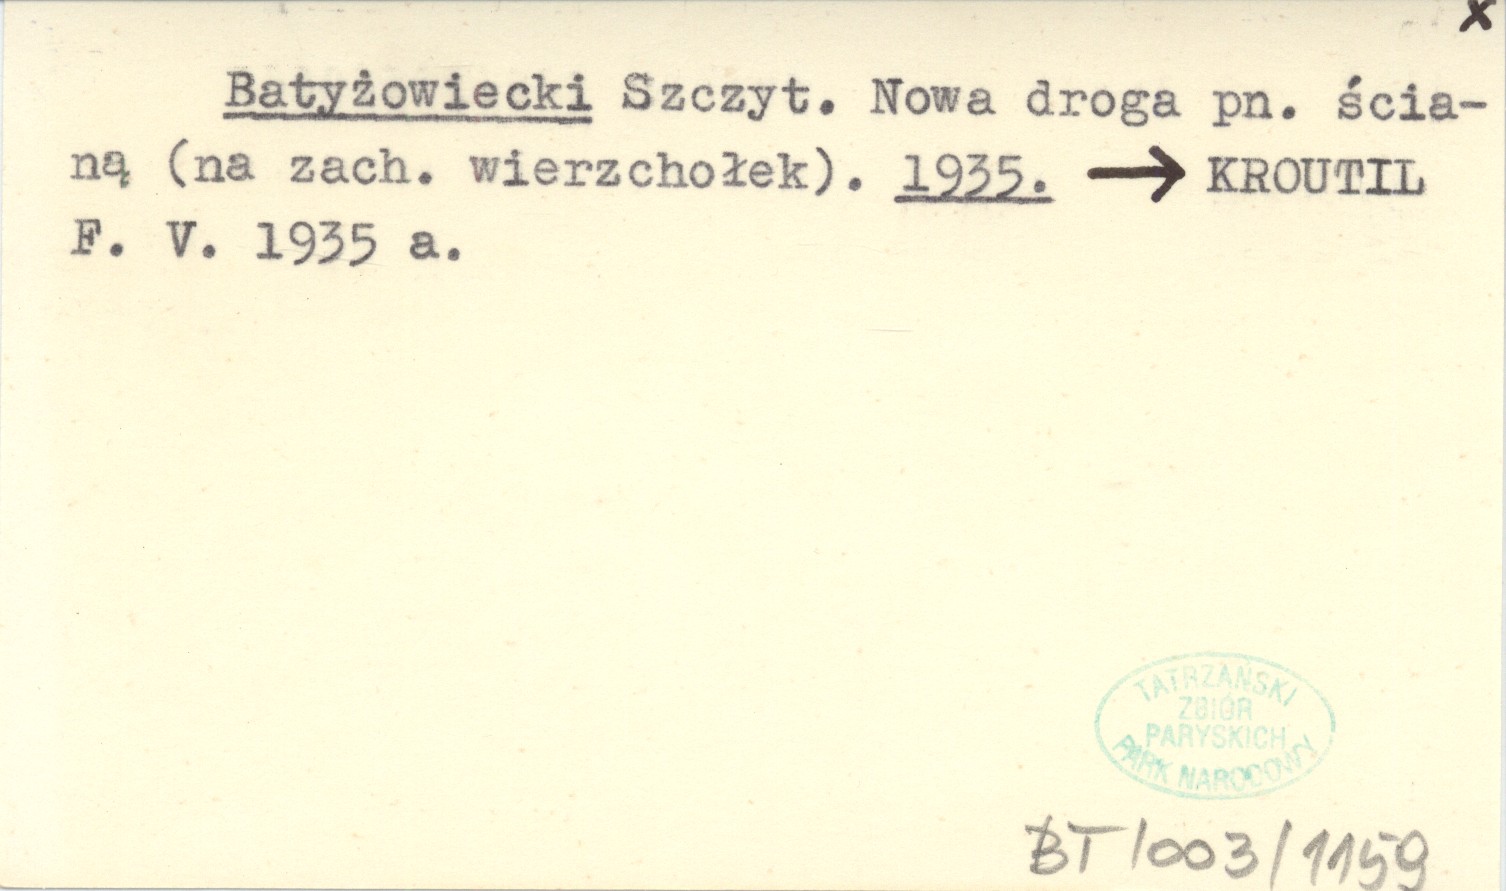 x
Batyżowiecki Szczyt. Nowa droga pn. ścia-
ną (na zach. wierzchołek). 1935. → KROUTIL
F. V. 1935 a.
TATRZAŃSKI
ZBIÓR
PARYSKICH
PARK NARODOWY
BT/003/1159